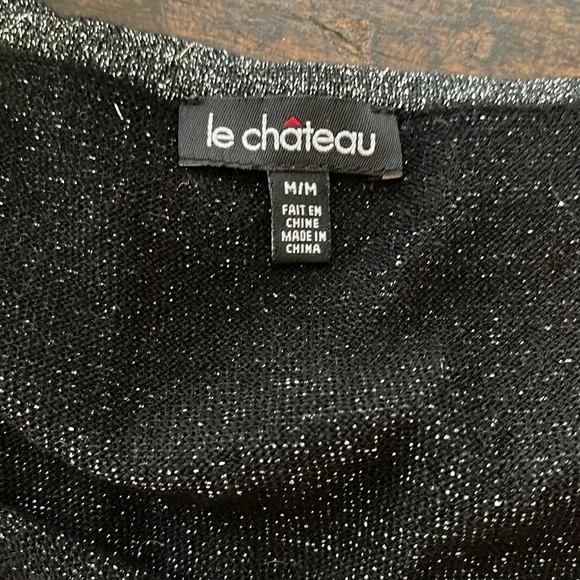 le château
M/M
FAIT EN
CHINE
MADE IN
CHINA